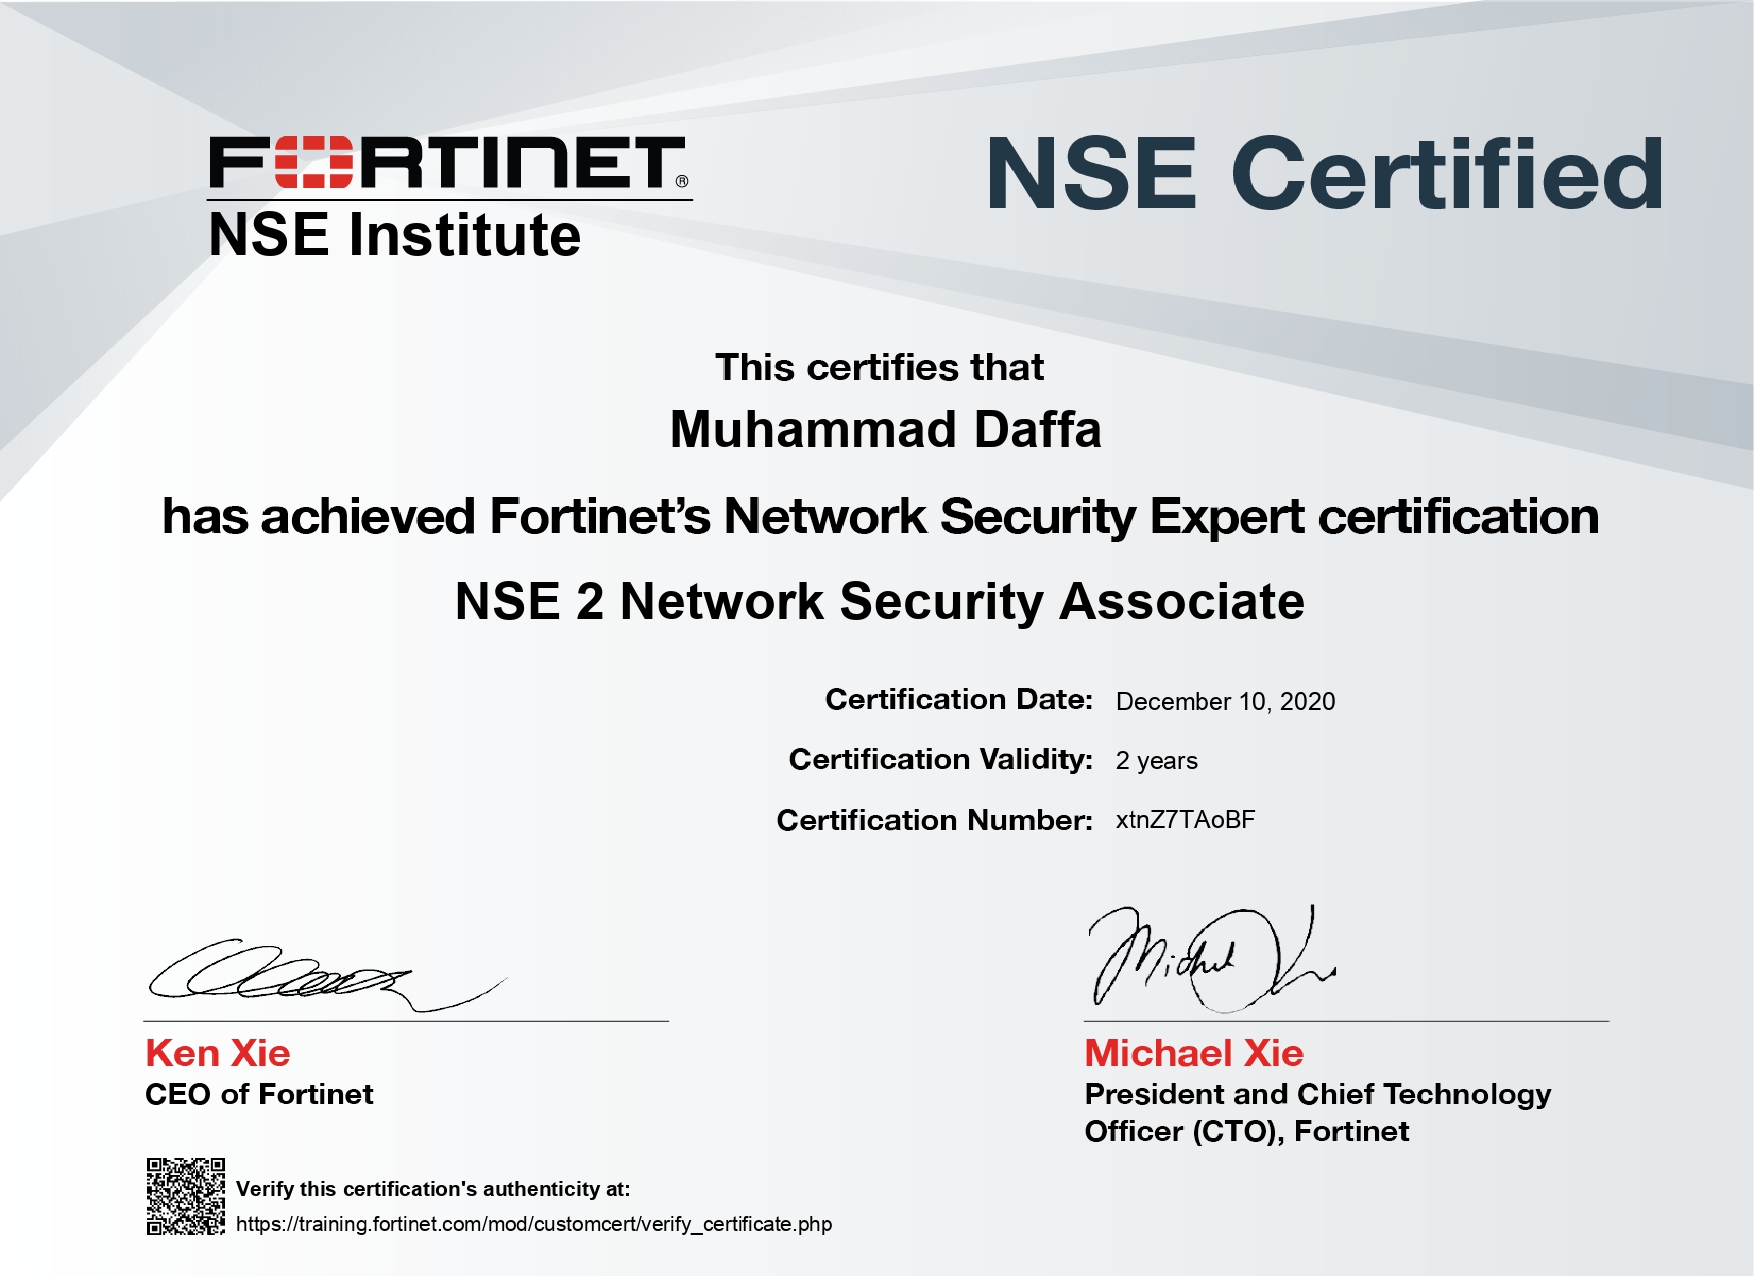 FORTINET®
NSE Institute
NSE Certified
This certifies that
Muhammad Daffa
has achieved Fortinet’s Network Security Expert certification
NSE 2 Network Security Associate
Certification Date: December 10, 2020
Certification Validity: 2 years
Certification Number: xtnZ7TAoBF
Ken Xie
CEO of Fortinet
Michael Xie
President and Chief Technology
Officer (CTO), Fortinet
Verify this certification's authenticity at:
https://training.fortinet.com/mod/customcert/verify_certificate.php